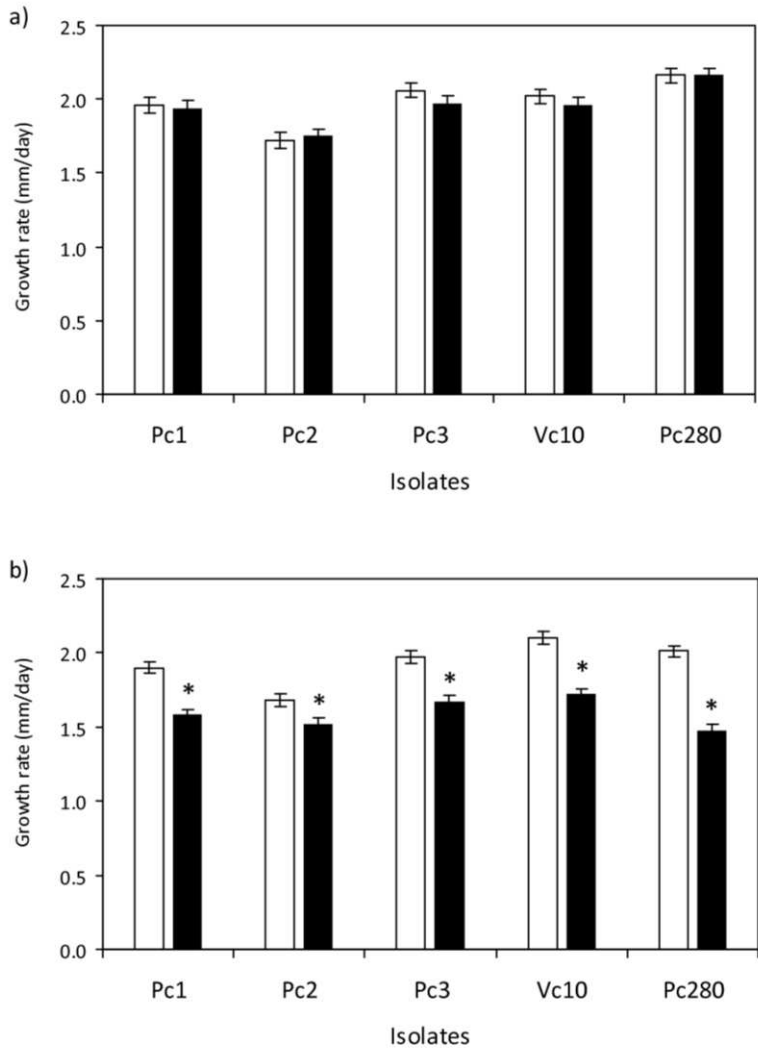 a)
Growth rate (mm/day)
2.5
2.0
1.5
1.0
0.5
0.0
Pc1 Pc2 Pc3 Vc10 Pc280
Isolates
b)
Growth rate (mm/day)
2.5
2.0
1.5
1.0
0.5
0.0
* * * * *
Pc1 Pc2 Pc3 Vc10 Pc280
Isolates